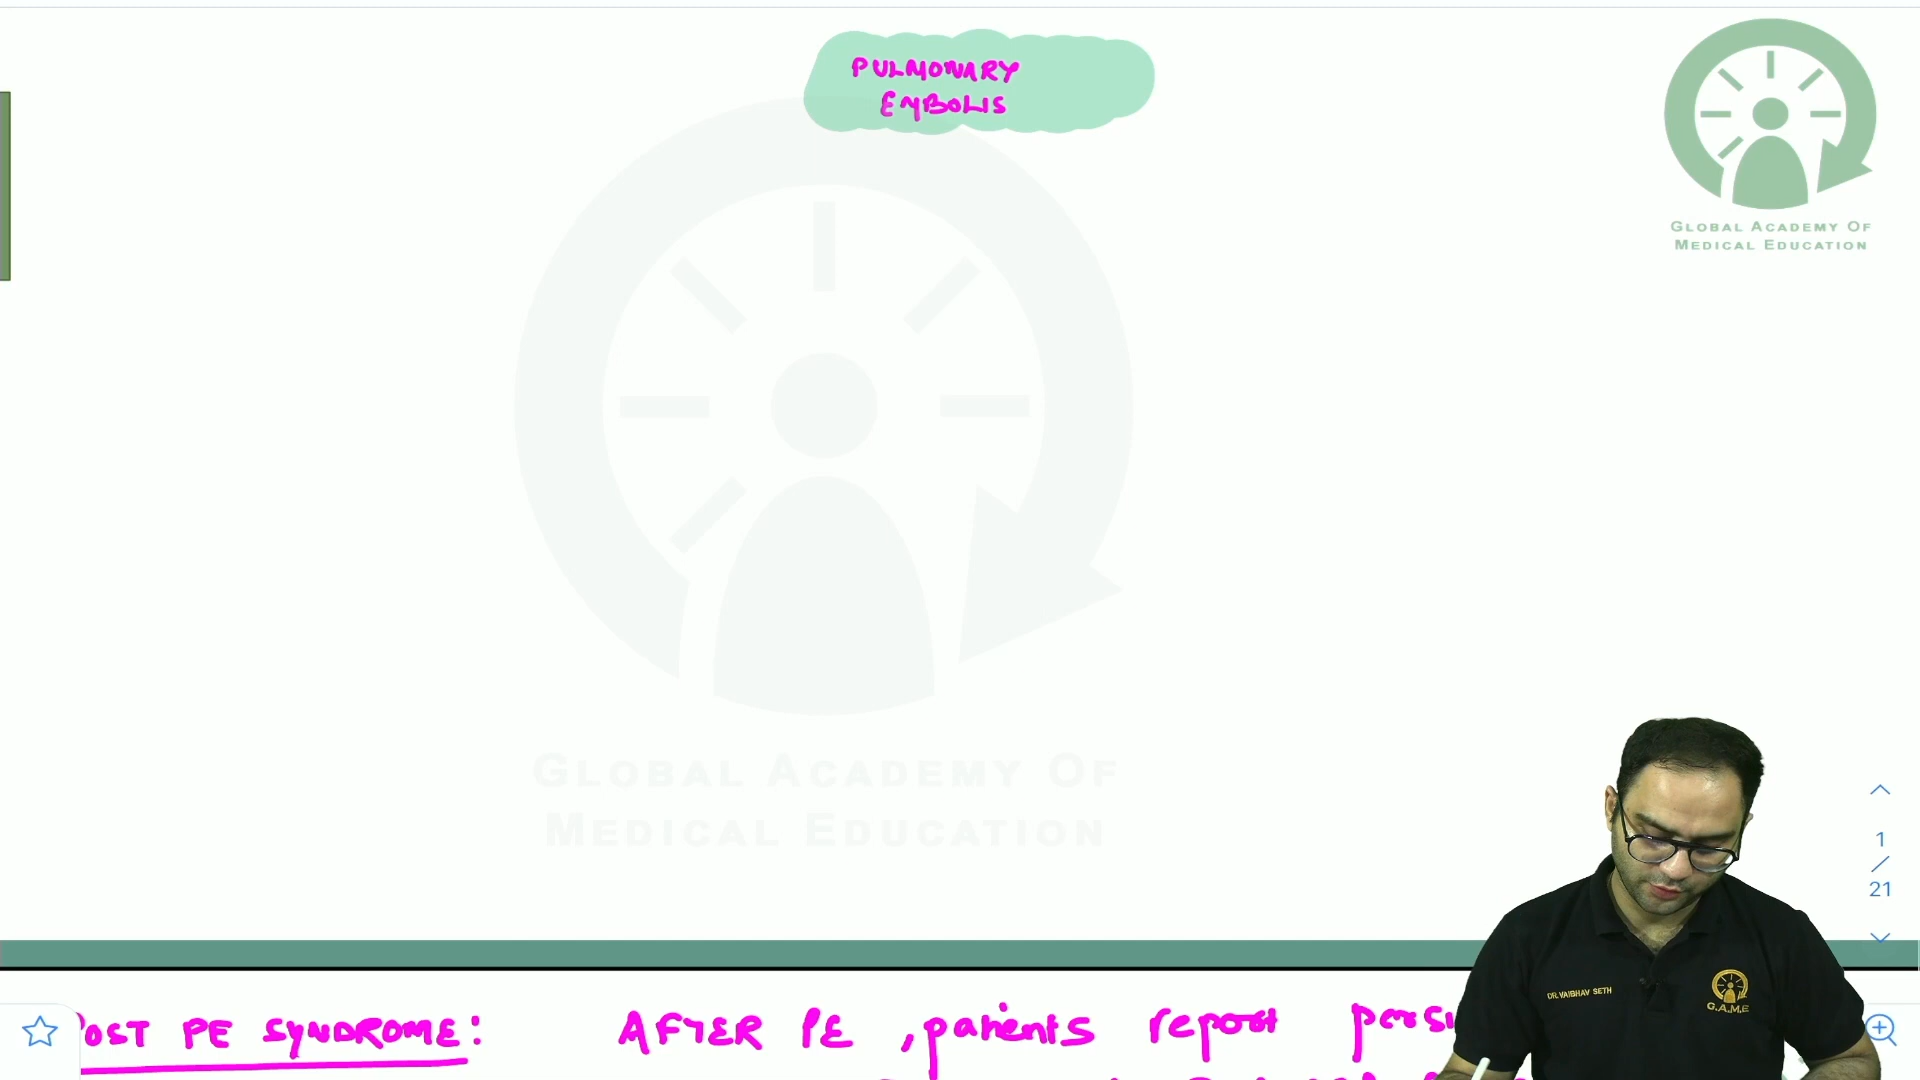 PULMONARY
EMBOLIS
GLOBAL ACADEMY OF
MEDICAL EDUCATION
GLOBAL ACADEMY OF
MEDICAL EDUCATION
1
/
21
DR. VAIBHAV SETH
G.A.M.E
POST PE SYNDROME: AFTER PE, patients report